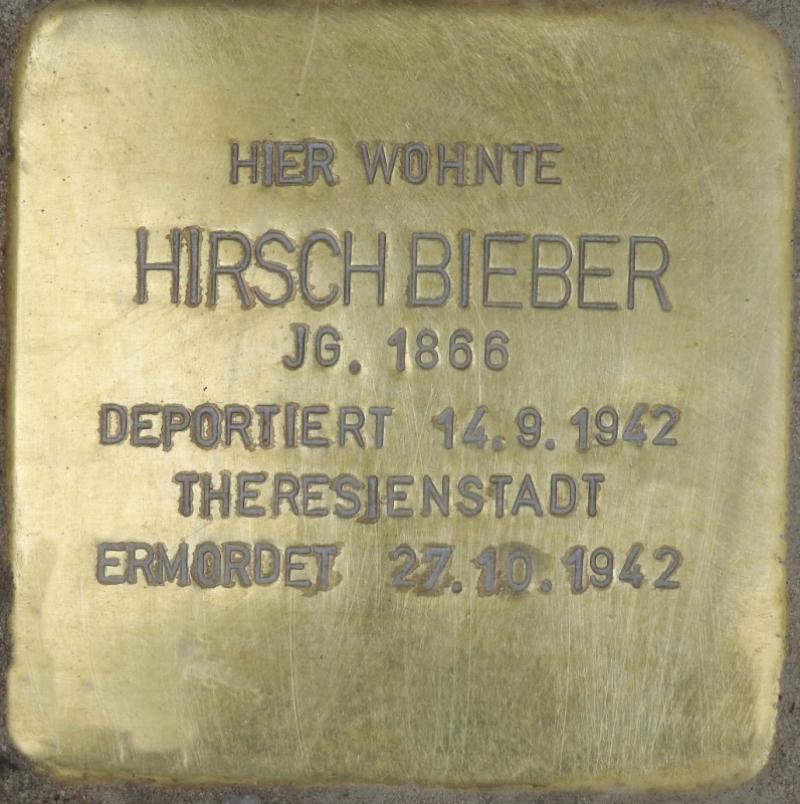 HIER WOHNTE
HIRSCH BIEBER
JG. 1866
DEPORTIERT 14.9.1942
THERESIENSTADT
ERMORDET 27.10.1942